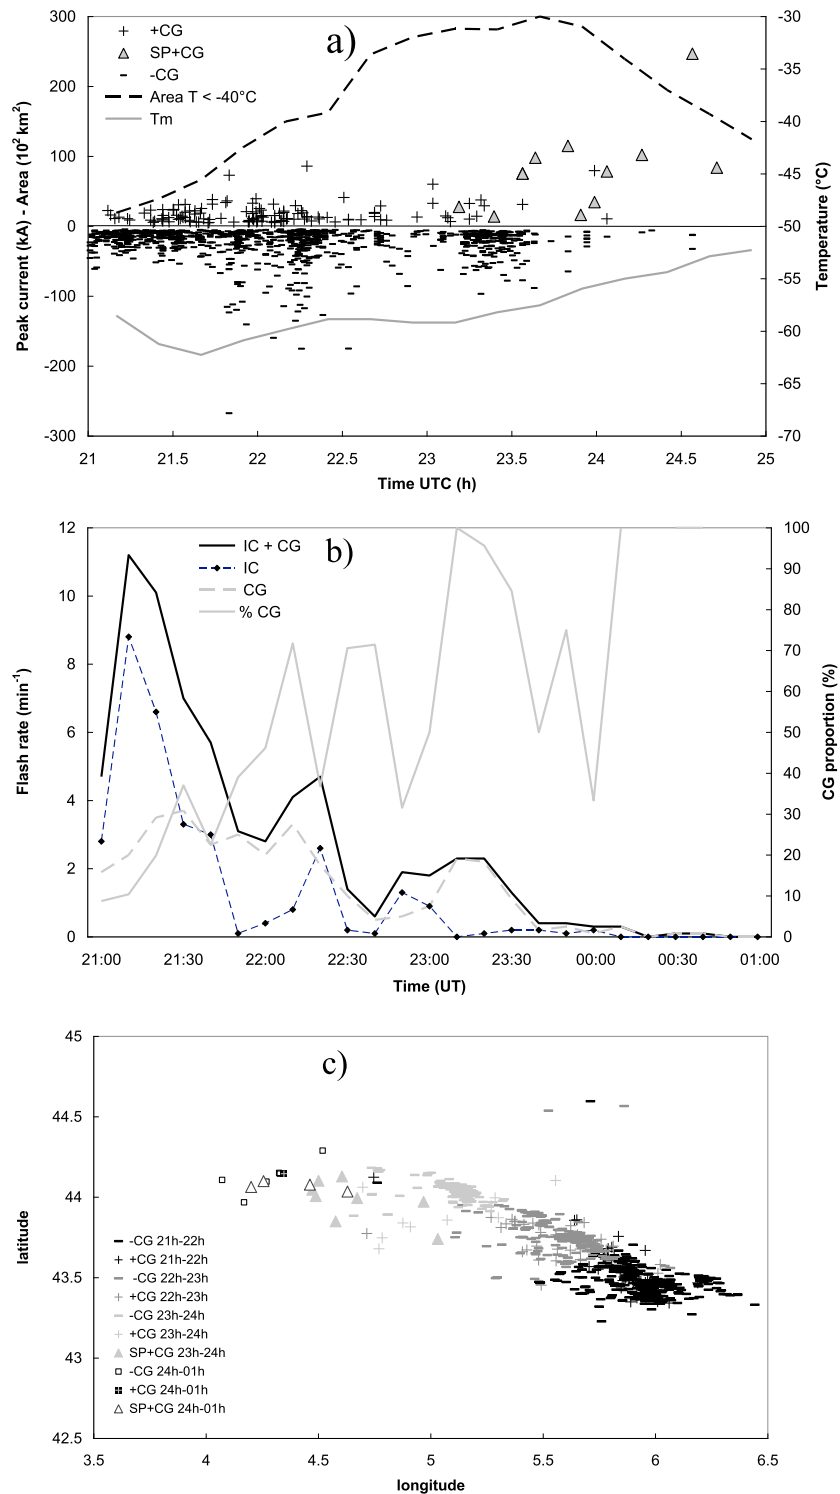 a)
+CG
SP+CG
-CG
Area T < -40°C
Tm
300
200
100
0
-100
-200
-300
-30
-35
-40
-45
-50
-55
-60
-65
-70
Peak current (kA) - Area (10² km²)
Temperature (°C)
21 21.5 22 22.5 23 23.5 24 24.5 25
Time UTC (h)
b)
IC + CG
IC
CG
% CG
12
10
8
6
4
2
0
100
90
80
70
60
50
40
30
20
10
0
Flash rate (min⁻¹)
CG proportion (%)
21:00 21:30 22:00 22:30 23:00 23:30 00:00 00:30 01:00
Time (UT)
c)
45
44.5
44
43.5
43
42.5
latitude
-CG 21h-22h
+CG 21h-22h
-CG 22h-23h
+CG 22h-23h
-CG 23h-24h
+CG 23h-24h
SP+CG 23h-24h
-CG 24h-01h
+CG 24h-01h
SP+CG 24h-01h
3.5 4 4.5 5 5.5 6 6.5
longitude